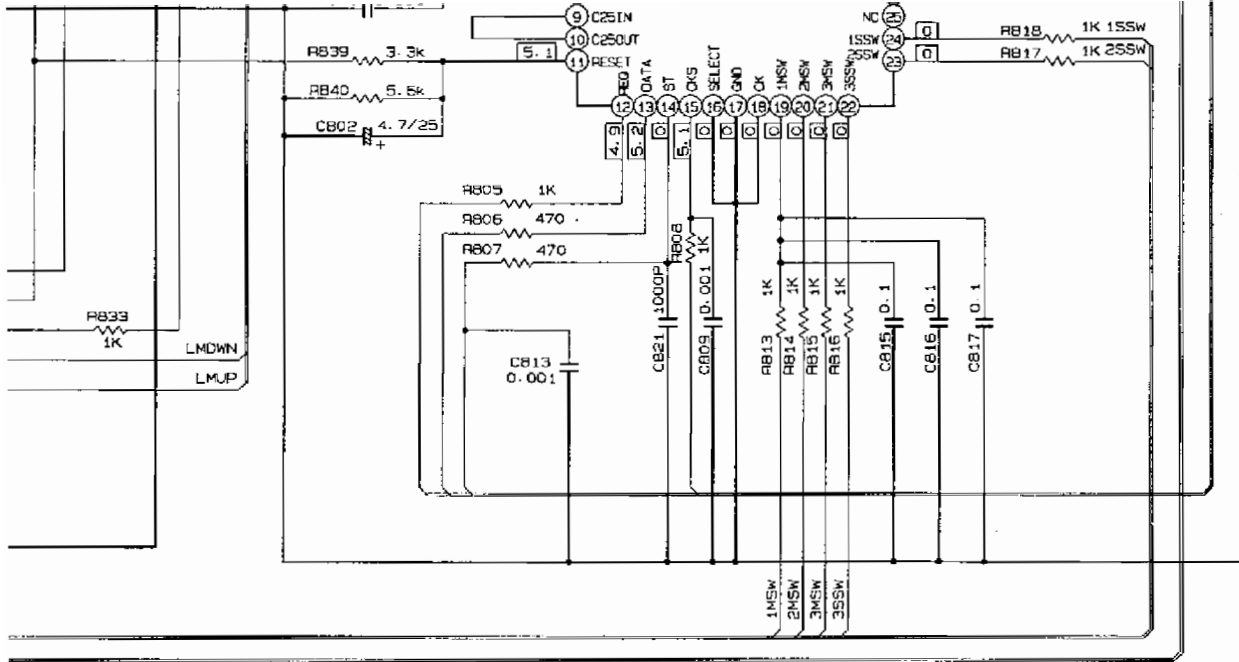 9 C25IN
10 C25OUT
5.1 11 RESET
NC 25
1SSW 24 0 R818 1K 1SSW
2SSW 23 0 R817 1K 2SSW
R839 3.3k
R840 5.6k
C802 4.7/25 +
REQ DATA ST CKS SELECT GND CK 1MSW 2MSW 3MSW 3SSW
12 13 14 15 16 17 18 19 20 21 22
4.9 5.2 0 5.1 0 0 0 0 0 0 0
R805 1K
R806 470
R807 470
R808 1K
R833
1K
LMDWN
LMUP
C813
0.001
C821 1000P
C809 0.001
R813 1K
R814 1K
R815 1K
R816 1K
C815 0.1
C816 0.1
C817 0.1
1MSW
2MSW
3MSW
3SSW